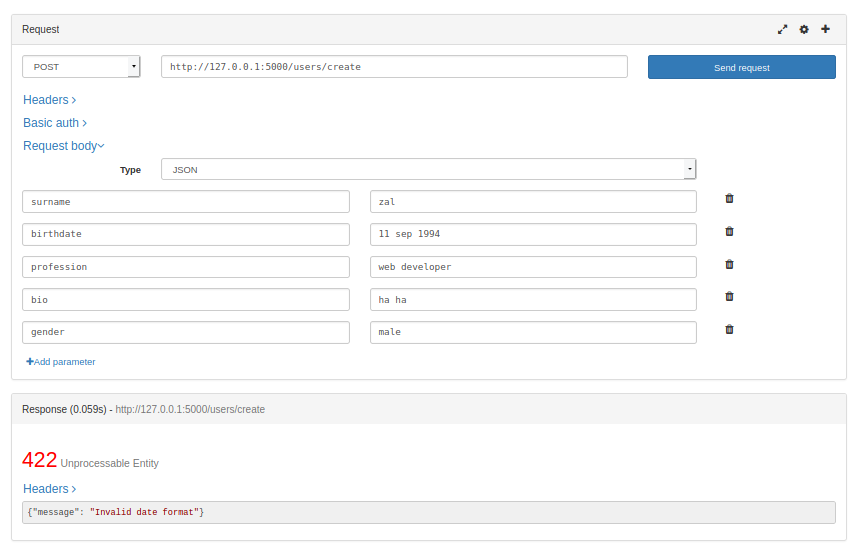 Request
POST http://127.0.0.1:5000/users/create Send request
Headers
Basic auth
Request body
Type JSON
surname zal
birthdate 11 sep 1994
profession web developer
bio ha ha
gender male
Add parameter
Response (0.059s) - http://127.0.0.1:5000/users/create
422 Unprocessable Entity
Headers
{"message": "Invalid date format"}